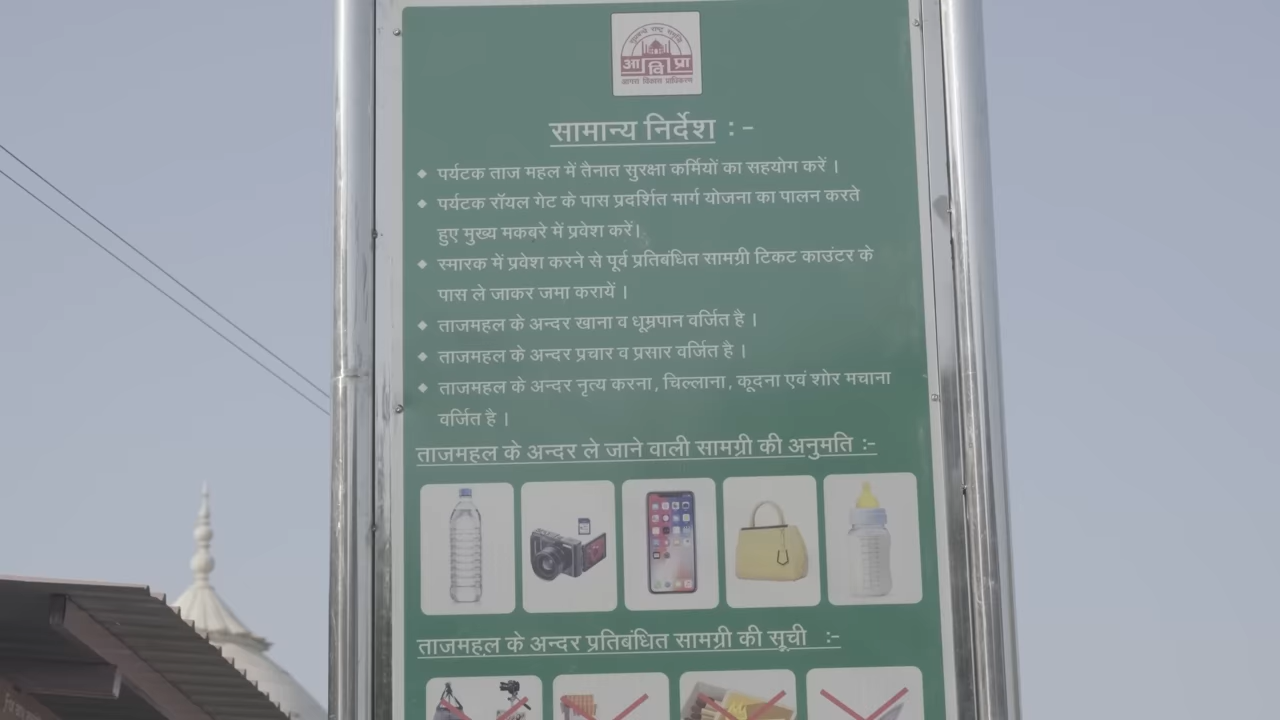 आ वि प्रा
आगरा विकास प्राधिकरण
सामान्य निर्देश :-
पर्यटक ताज महल में तैनात सुरक्षा कर्मियों का सहयोग करें ।
पर्यटक रॉयल गेट के पास प्रदर्शित मार्ग योजना का पालन करते
हुए मुख्य मकबरे में प्रवेश करें।
स्मारक में प्रवेश करने से पूर्व प्रतिबंधित सामग्री टिकट काउंटर के
पास ले जाकर जमा करायें ।
ताजमहल के अन्दर खाना व धूम्रपान वर्जित है ।
ताजमहल के अन्दर प्रचार व प्रसार वर्जित है ।
ताजमहल के अन्दर नृत्य करना, चिल्लाना, कूदना एवं शोर मचाना
वर्जित है ।
ताजमहल के अन्दर ले जाने वाली सामग्री की अनुमति :-
ताजमहल के अन्दर प्रतिबंधित सामग्री की सूची :-